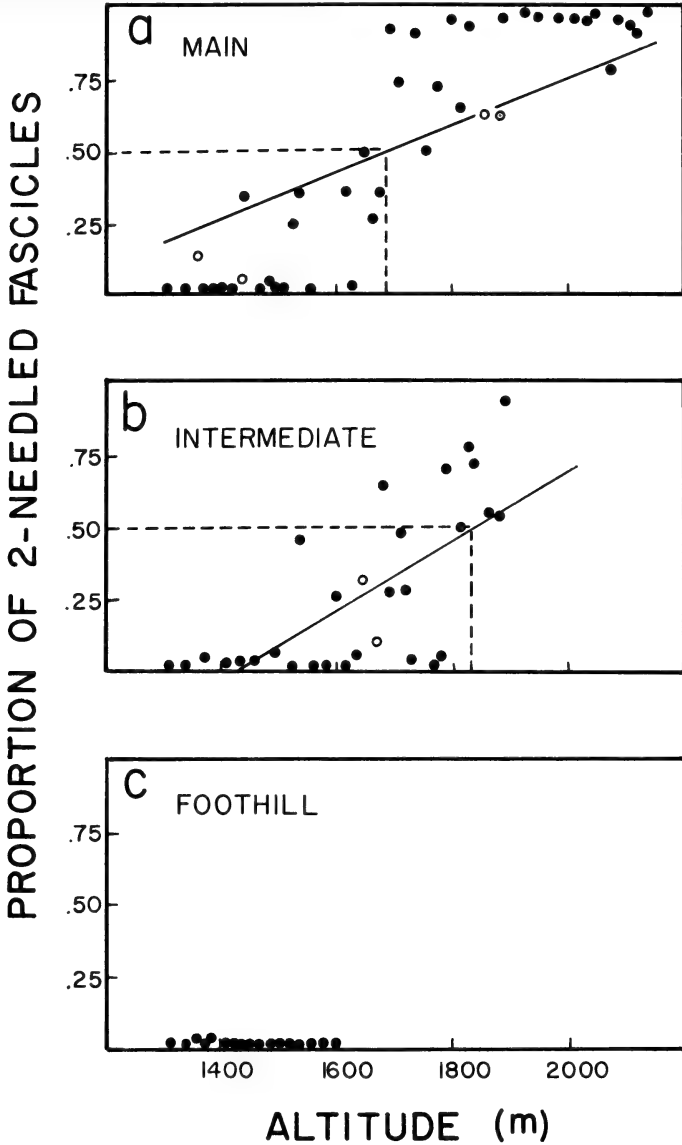 PROPORTION OF 2-NEEDLED FASCICLES
a
MAIN
.75
.50
.25
b
INTERMEDIATE
.75
.50
.25
c
FOOTHILL
.75
.50
.25
1400 1600 1800 2000
ALTITUDE (m)